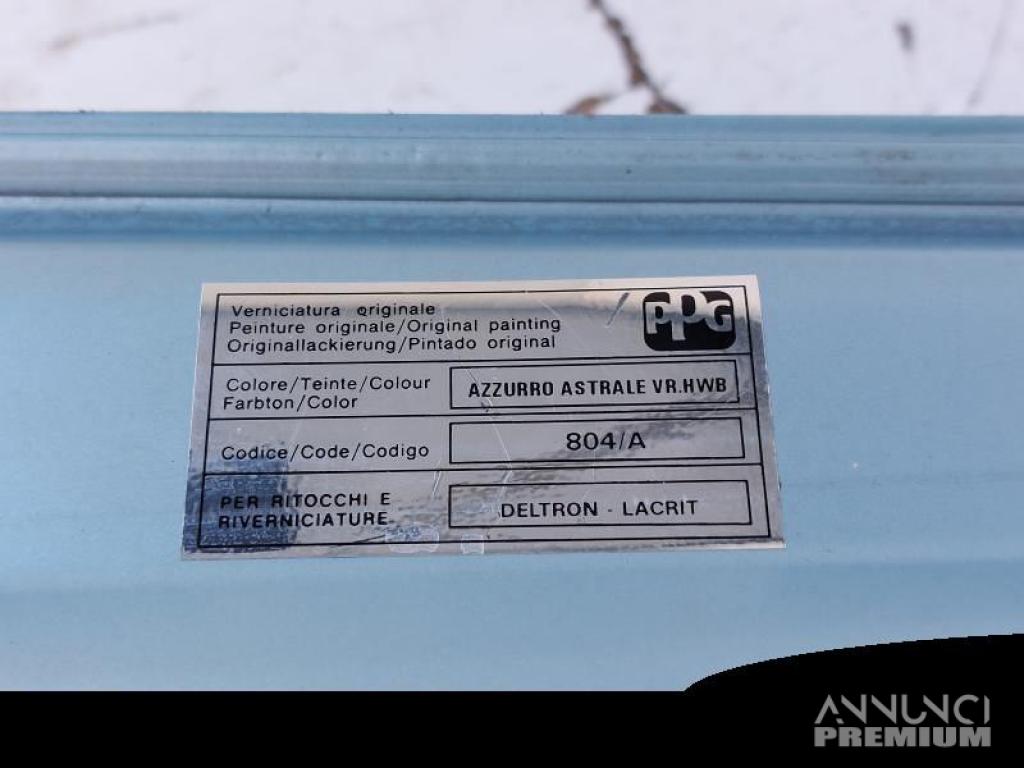 Verniciatura originale
Peinture originale/Original painting
Originallackierung/Pintado original
PPG
Colore/Teinte/Colour
Farbton/Color
AZZURRO ASTRALE VR.HWB
Codice/Code/Codigo
804/A
PER RITOCCHI E
RIVERNICIATURE
DELTRON - LACRIT
ANNUNCI
PREMIUM